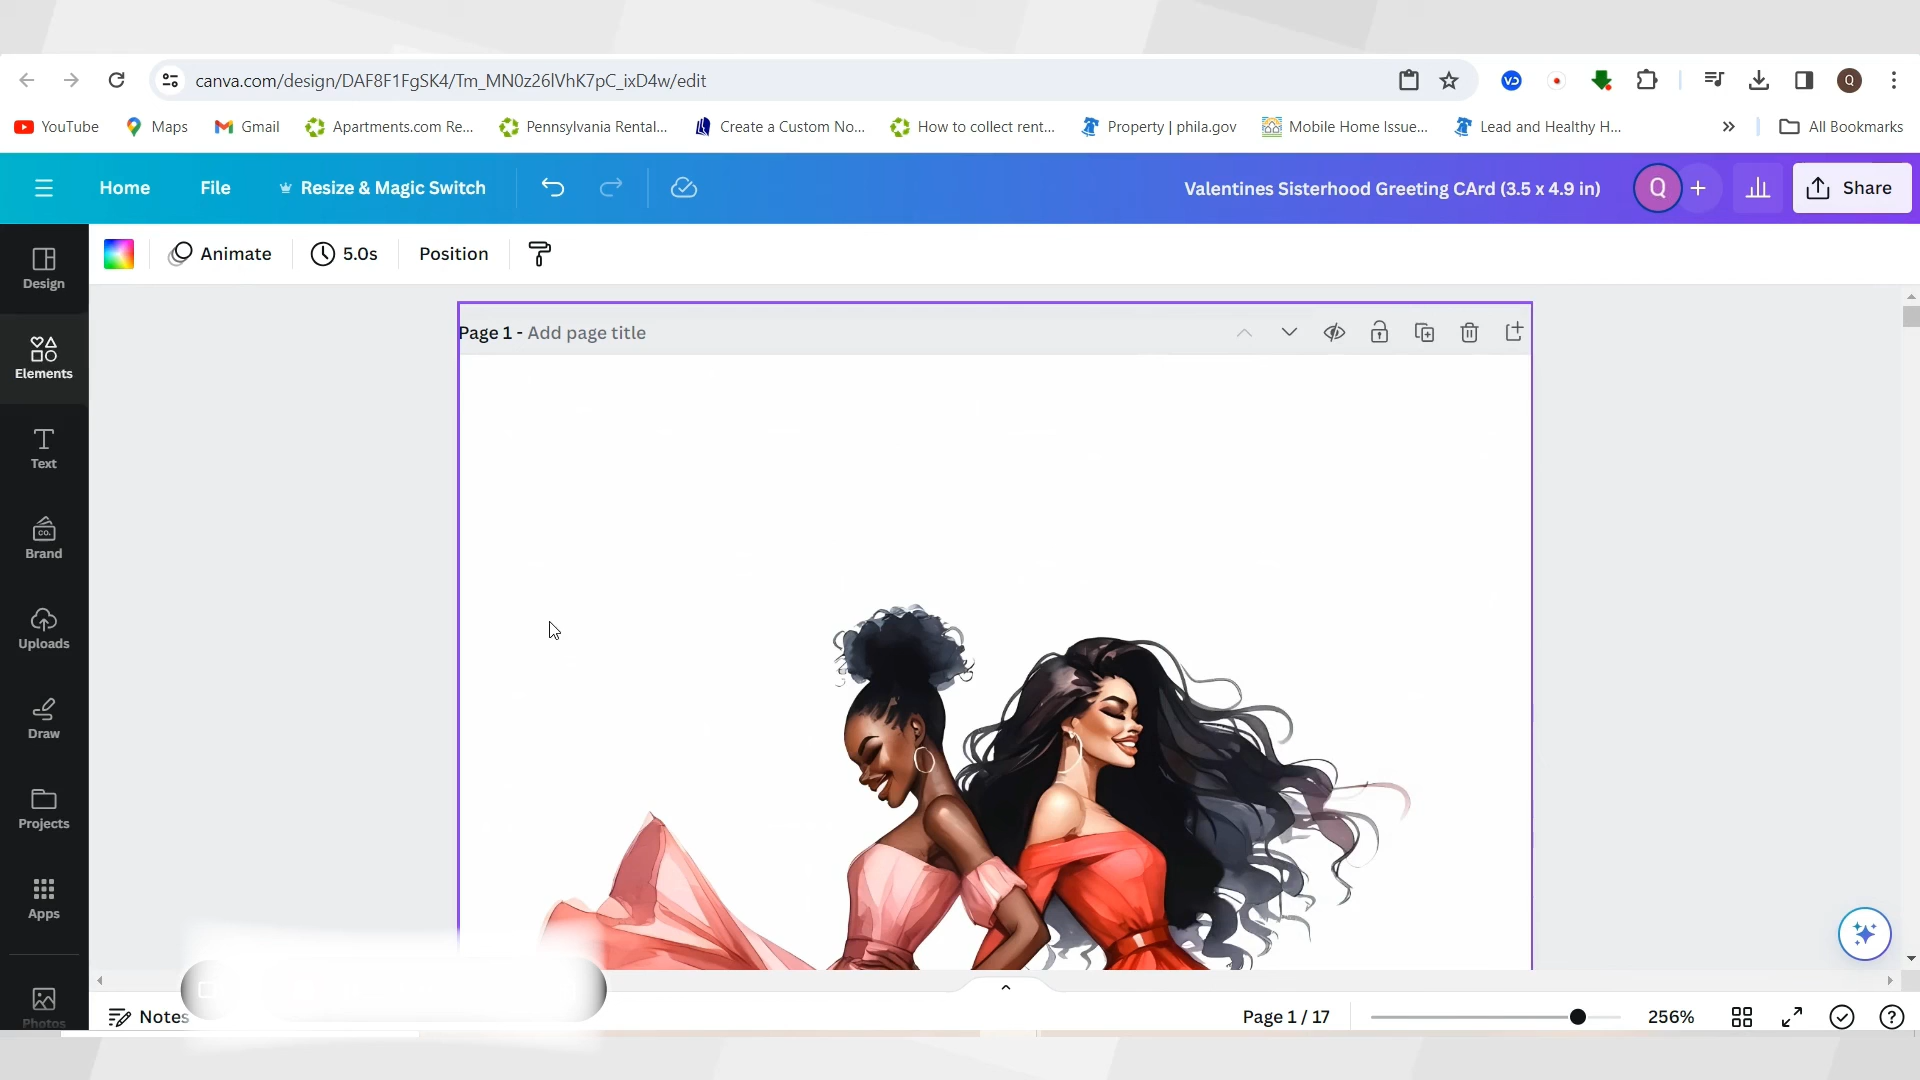 canva.com/design/DAF8F1FgSK4/Tm_MN0z26lVhK7pC_ixD4w/edit
Q
YouTube
Maps
Gmail
Apartments.com Re...
Pennsylvania Rental...
Create a Custom No...
How to collect rent...
Property | phila.gov
Mobile Home Issue...
Lead and Healthy H...
All Bookmarks
Home
File
Resize & Magic Switch
Valentines Sisterhood Greeting CArd (3.5 x 4.9 in)
Q
Share
Animate
5.0s
Position
Design
Elements
Text
CO.
Brand
Uploads
Draw
Projects
Apps
Photos
Page 1 - Add page title
Notes
Page 1 / 17
256%